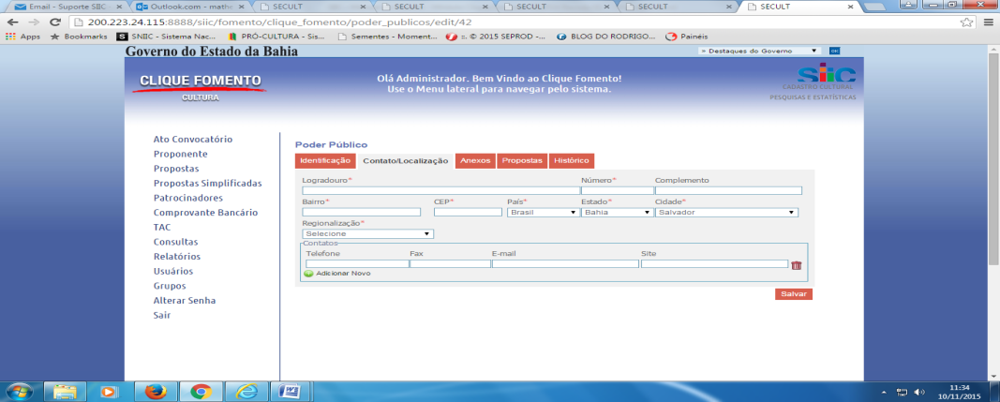 Email - Suporte SIIC
Outlook.com - mathe
SECULT
SECULT
SECULT
SECULT
SECULT
SECULT
200.223.24.115:8888/siic/fomento/clique_fomento/poder_publicos/edit/42
Apps Bookmarks SNIIC - Sistema Nac... PRÓ-CULTURA - Sis... Sementes - Moment... :. © 2015 SEPROD -... BLOG DO RODRIGO... Painéis
Governo do Estado da Bahia
» Destaques do Governo
CLIQUE FOMENTO
CULTURA
Olá Administrador. Bem Vindo ao Clique Fomento!
Use o Menu lateral para navegar pelo sistema.
siic
CADASTRO CULTURAL
PESQUISAS E ESTATÍSTICAS
Ato Convocatório
Proponente
Propostas
Propostas Simplificadas
Patrocinadores
Comprovante Bancário
TAC
Consultas
Relatórios
Usuários
Grupos
Alterar Senha
Sair
Poder Público
Identificação Contato/Localização Anexos Propostas Histórico
Logradouro* Número* Complemento
Bairro* CEP* País* Estado* Cidade*
Brasil Bahia Salvador
Regionalização*
Selecione
Contatos
Telefone Fax E-mail Site
Adicionar Novo
Salvar
11:34
10/11/2015